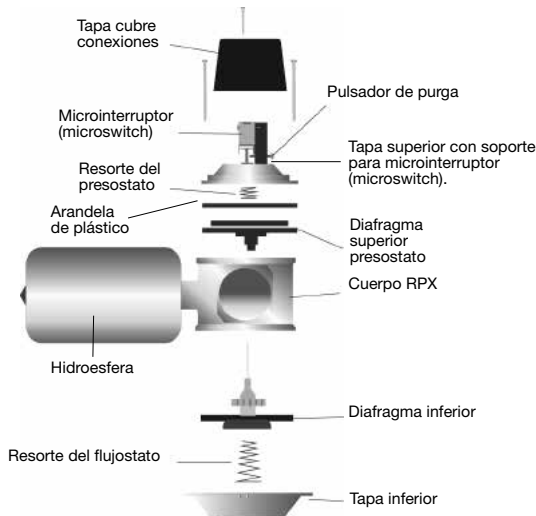 Tapa cubre
conexiones
Pulsador de purga
Microinterruptor
(microswitch)
Tapa superior con soporte
para microinterruptor
(microswitch).
Resorte del
presostato
Arandela
de plástico
Diafragma
superior
presostato
Cuerpo RPX
Hidroesfera
Diafragma inferior
Resorte del flujostato
Tapa inferior